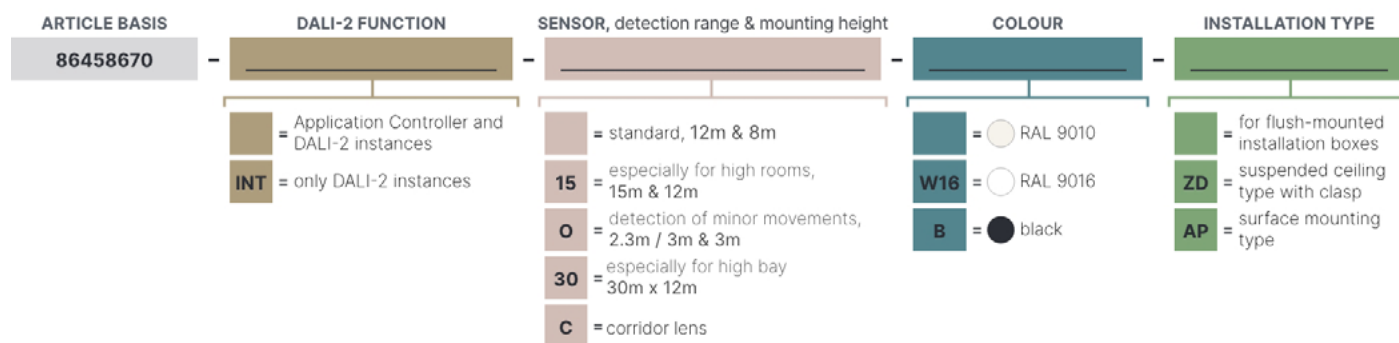 ARTICLE BASIS
DALI-2 FUNCTION
SENSOR, detection range & mounting height
COLOUR
INSTALLATION TYPE
86458670 – – – –
= Application Controller and
DALI-2 instances
INT = only DALI-2 instances
= standard, 12m & 8m
15 = especially for high rooms,
15m & 12m
O = detection of minor movements,
2.3m / 3m & 3m
30 = especially for high bay
30m x 12m
C = corridor lens
= RAL 9010
W16 = RAL 9016
B = black
= for flush-mounted
installation boxes
ZD = suspended ceiling
type with clasp
AP = surface mounting
type